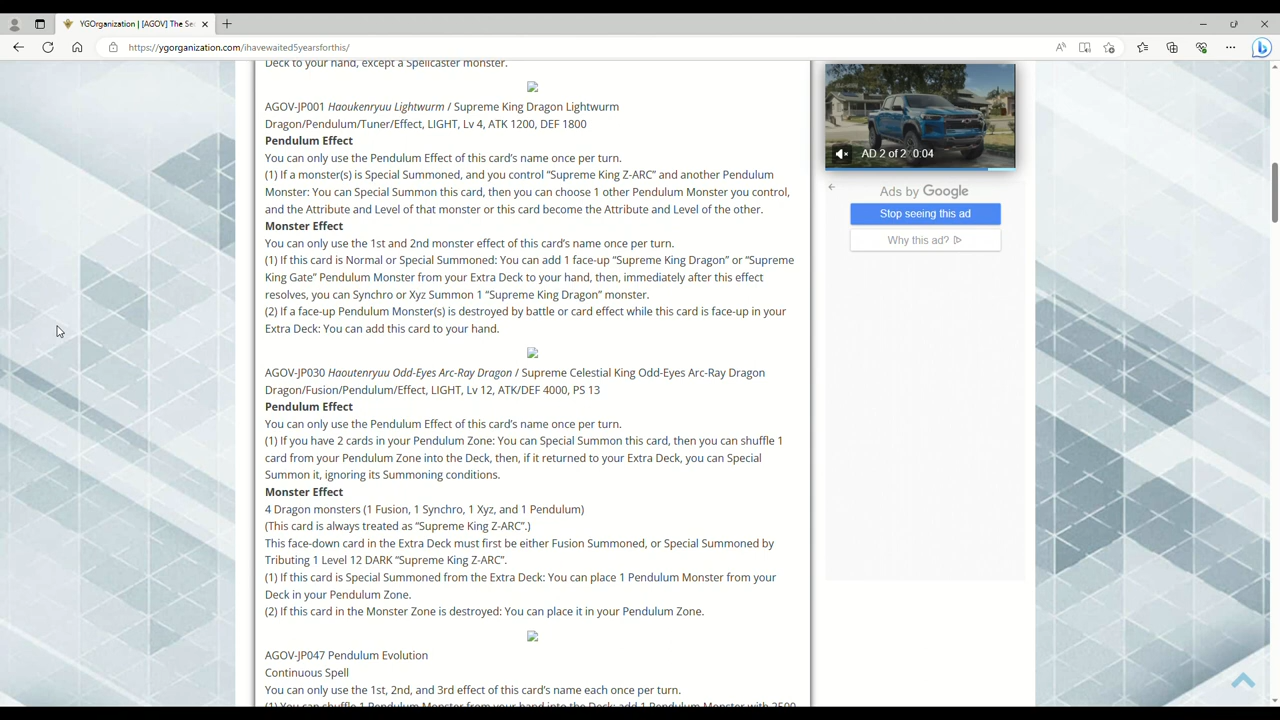 YGOrganization | [AGOV] The Se
https://ygorganization.com/ihavewaited5yearsforthis/
Deck to your hand, except a Spellcaster monster.
AGOV-JP001 Haoukenryuu Lightwurm / Supreme King Dragon Lightwurm
Dragon/Pendulum/Tuner/Effect, LIGHT, Lv 4, ATK 1200, DEF 1800
Pendulum Effect
You can only use the Pendulum Effect of this card's name once per turn.
(1) If a monster(s) is Special Summoned, and you control “Supreme King Z-ARC” and another Pendulum
Monster: You can Special Summon this card, then you can choose 1 other Pendulum Monster you control,
and the Attribute and Level of that monster or this card become the Attribute and Level of the other.
Monster Effect
You can only use the 1st and 2nd monster effect of this card's name once per turn.
(1) If this card is Normal or Special Summoned: You can add 1 face-up “Supreme King Dragon” or “Supreme
King Gate” Pendulum Monster from your Extra Deck to your hand, then, immediately after this effect
resolves, you can Synchro or Xyz Summon 1 “Supreme King Dragon” monster.
(2) If a face-up Pendulum Monster(s) is destroyed by battle or card effect while this card is face-up in your
Extra Deck: You can add this card to your hand.
AGOV-JP030 Haoutenryuu Odd-Eyes Arc-Ray Dragon / Supreme Celestial King Odd-Eyes Arc-Ray Dragon
Dragon/Fusion/Pendulum/Effect, LIGHT, Lv 12, ATK/DEF 4000, PS 13
Pendulum Effect
You can only use the Pendulum Effect of this card's name once per turn.
(1) If you have 2 cards in your Pendulum Zone: You can Special Summon this card, then you can shuffle 1
card from your Pendulum Zone into the Deck, then, if it returned to your Extra Deck, you can Special
Summon it, ignoring its Summoning conditions.
Monster Effect
4 Dragon monsters (1 Fusion, 1 Synchro, 1 Xyz, and 1 Pendulum)
(This card is always treated as “Supreme King Z-ARC”.)
This face-down card in the Extra Deck must first be either Fusion Summoned, or Special Summoned by
Tributing 1 Level 12 DARK “Supreme King Z-ARC”.
(1) If this card is Special Summoned from the Extra Deck: You can place 1 Pendulum Monster from your
Deck in your Pendulum Zone.
(2) If this card in the Monster Zone is destroyed: You can place it in your Pendulum Zone.
AGOV-JP047 Pendulum Evolution
Continuous Spell
You can only use the 1st, 2nd, and 3rd effect of this card's name each once per turn.
(1) You can shuffle 1 Pendulum Monster from your hand into the Deck; add 1 Pendulum Monster with 2500
AD 2 of 2 0:04
Ads by Google
Stop seeing this ad
Why this ad?